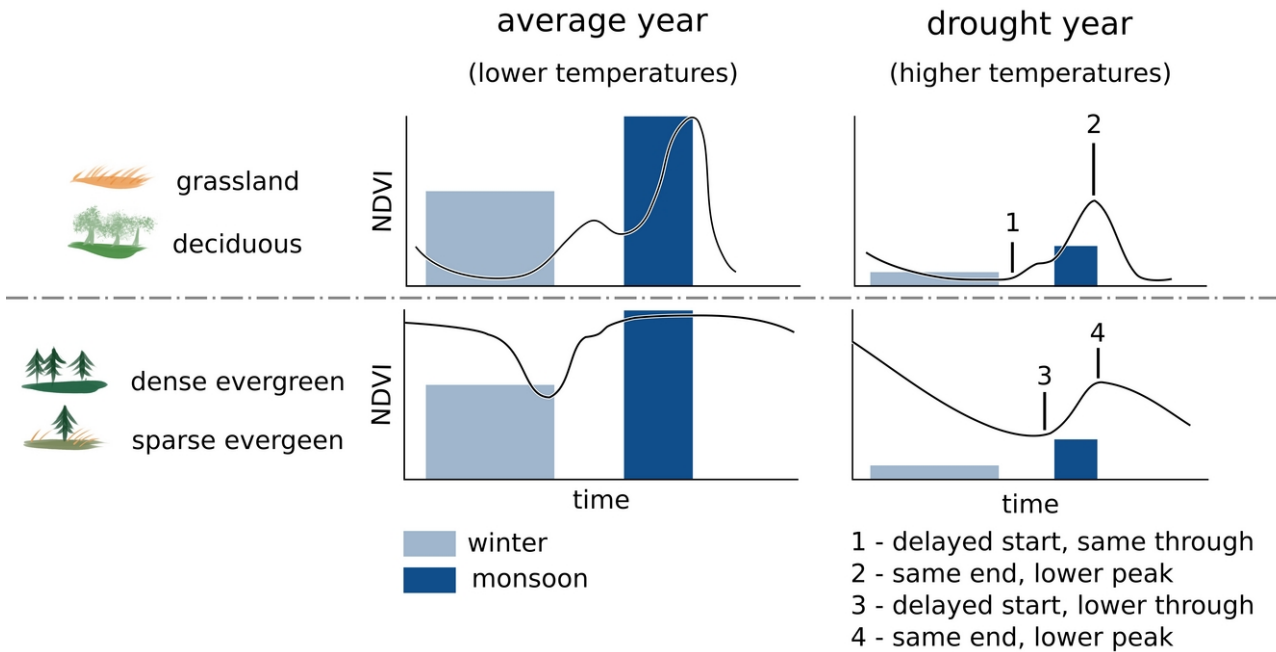 average year
(lower temperatures)
drought year
(higher temperatures)
grassland
deciduous
NDVI
1
2
dense evergreen
sparse evergeen
NDVI
time
3
4
time
winter
monsoon
1 - delayed start, same through
2 - same end, lower peak
3 - delayed start, lower through
4 - same end, lower peak